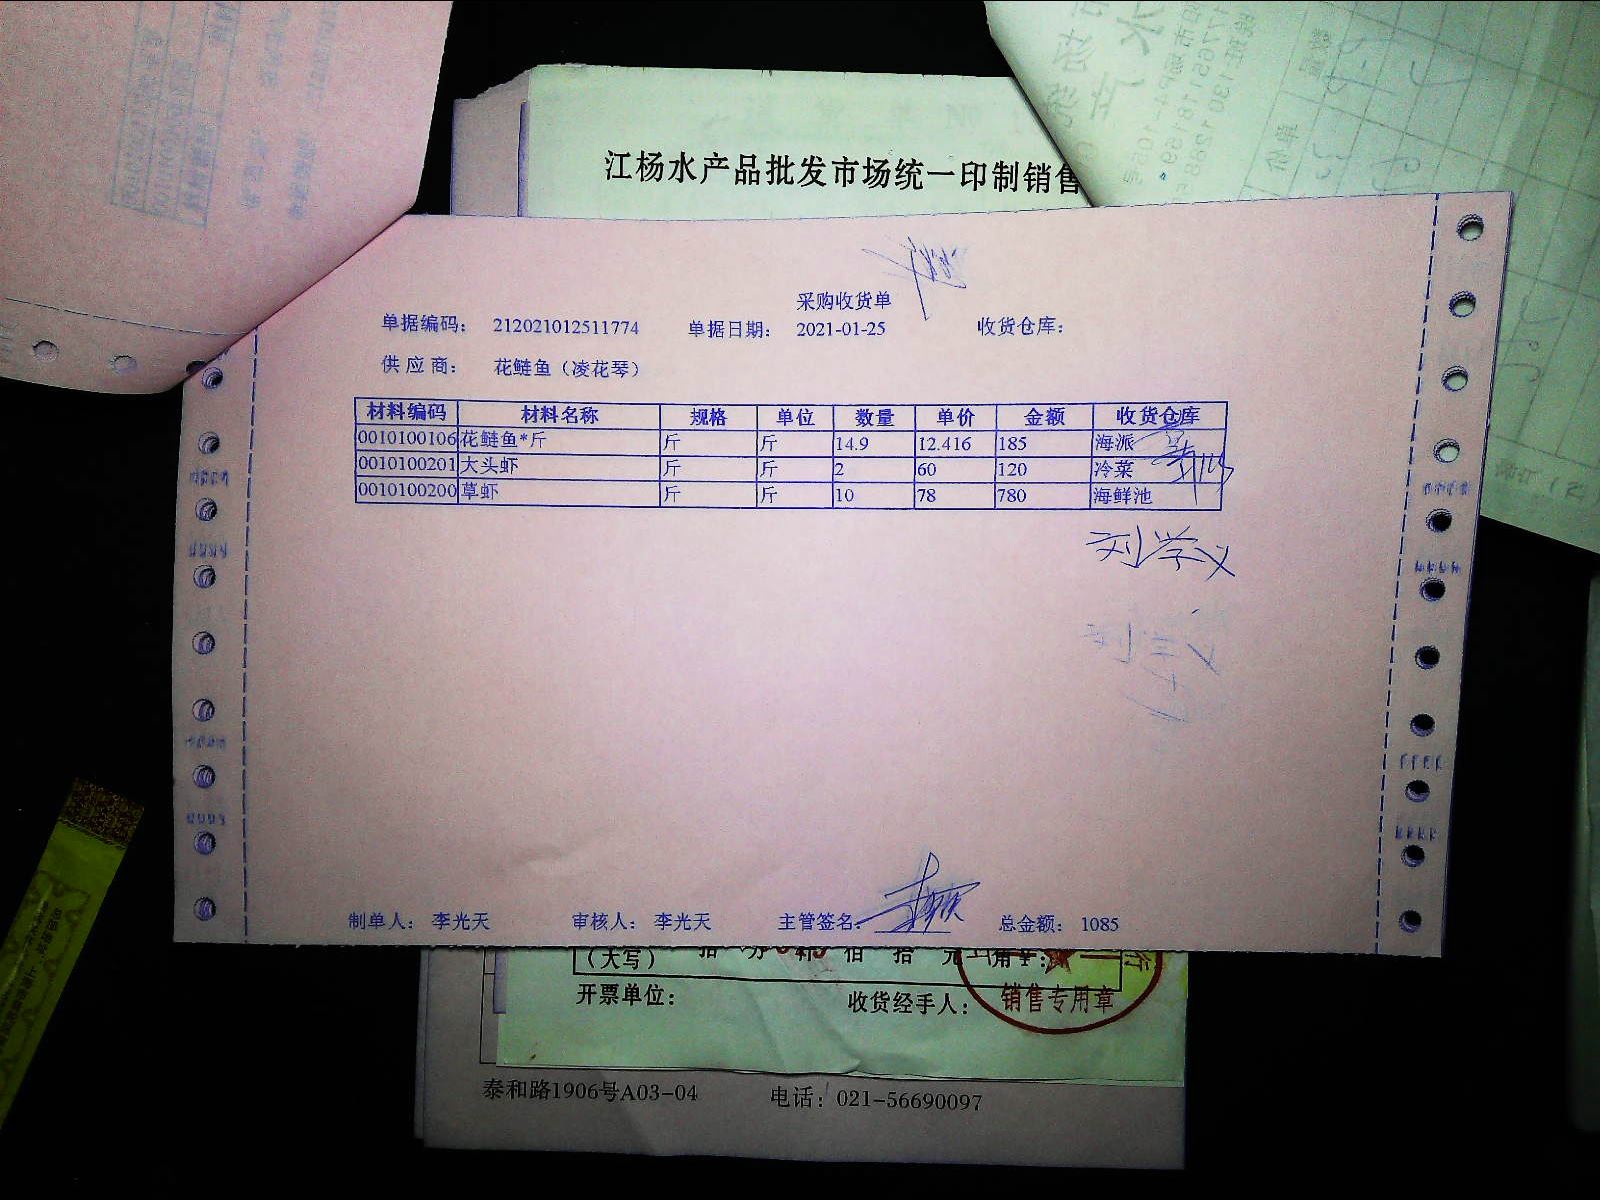 江杨水产品批发市场统一印制销售
采购收货单
单据编码： 212021012511774 单据日期： 2021-01-25 收货仓库：
供应商： 花鲢鱼（凌花琴）
材料编码 材料名称 规格 单位 数量 单价 金额 收货仓库
0010100106 花鲢鱼*斤 斤 斤 14.9 12.416 185 海派
0010100201 大头虾 斤 斤 2 60 120 冷菜
0010100200 草虾 斤 斤 10 78 780 海鲜池
刘学义
制单人： 李光天 审核人： 李光天 主管签名： 总金额： 1085
（大写） 拾 万 仟 佰 拾 元 角
开票单位： 收货经手人： 销售专用章
泰和路1906号A03-04 电话：021-56690097